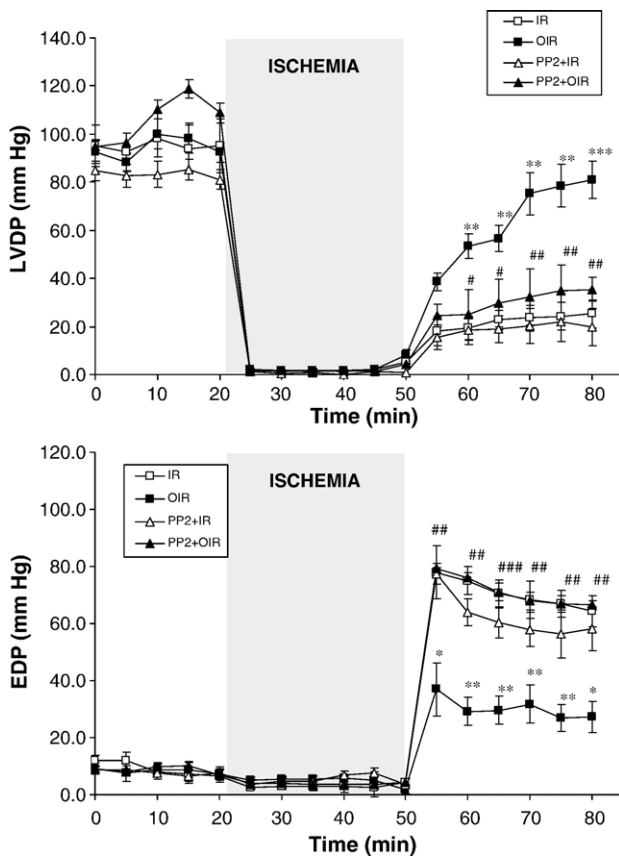 140.0
120.0
100.0
80.0
60.0
40.0
20.0
0.0
LVDP (mm Hg)
ISCHEMIA
IR
OIR
PP2+IR
PP2+OIR
** ** ** ** ***
# # ## ## ##
0 10 20 30 40 50 60 70 80
Time (min)
120.0
100.0
80.0
60.0
40.0
20.0
0.0
EDP (mm Hg)
ISCHEMIA
IR
OIR
PP2+IR
PP2+OIR
## ## ### ## ## ##
* ** ** ** ** *
0 10 20 30 40 50 60 70 80
Time (min)